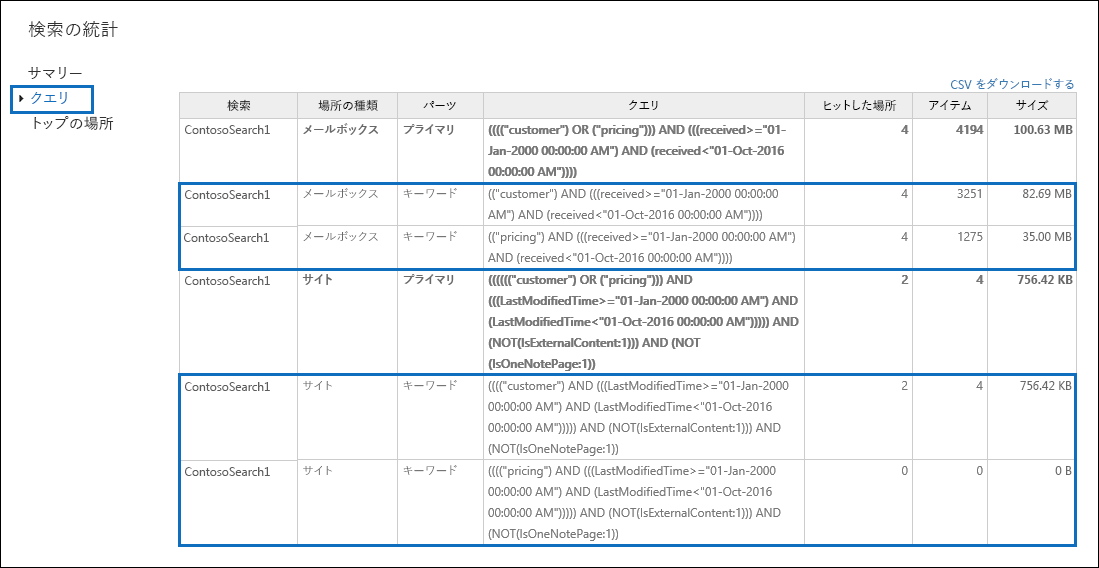 検索の統計
サマリー
クエリ
トップの場所
CSV をダウンロードする
検索 場所の種類 パーツ クエリ ヒットした場所 アイテム サイズ
ContosoSearch1 メールボックス プライマリ (((("customer") OR ("pricing"))) AND (((received>="01- 4 4194 100.63 MB
Jan-2000 00:00:00 AM") AND (received<"01-Oct-2016
00:00:00 AM"))))
ContosoSearch1 メールボックス キーワード (("customer") AND (((received>="01-Jan-2000 00:00:00 4 3251 82.69 MB
AM") AND (received<"01-Oct-2016 00:00:00 AM"))))
ContosoSearch1 メールボックス キーワード (("pricing") AND (((received>="01-Jan-2000 00:00:00 AM") 4 1275 35.00 MB
AND (received<"01-Oct-2016 00:00:00 AM"))))
ContosoSearch1 サイト プライマリ (((((("customer") OR ("pricing"))) AND 2 4 756.42 KB
(((LastModifiedTime>="01-Jan-2000 00:00:00 AM") AND
(LastModifiedTime<"01-Oct-2016 00:00:00 AM"))))) AND
(NOT(IsExternalContent:1))) AND (NOT
(IsOneNotePage:1))
ContosoSearch1 サイト キーワード (((("customer") AND (((LastModifiedTime>="01-Jan-2000 2 4 756.42 KB
00:00:00 AM") AND (LastModifiedTime<"01-Oct-2016
00:00:00 AM"))))) AND (NOT(IsExternalContent:1))) AND
(NOT(IsOneNotePage:1))
ContosoSearch1 サイト キーワード (((("pricing") AND (((LastModifiedTime>="01-Jan-2000 0 0 0 B
00:00:00 AM") AND (LastModifiedTime<"01-Oct-2016
00:00:00 AM"))))) AND (NOT(IsExternalContent:1))) AND
(NOT(IsOneNotePage:1))